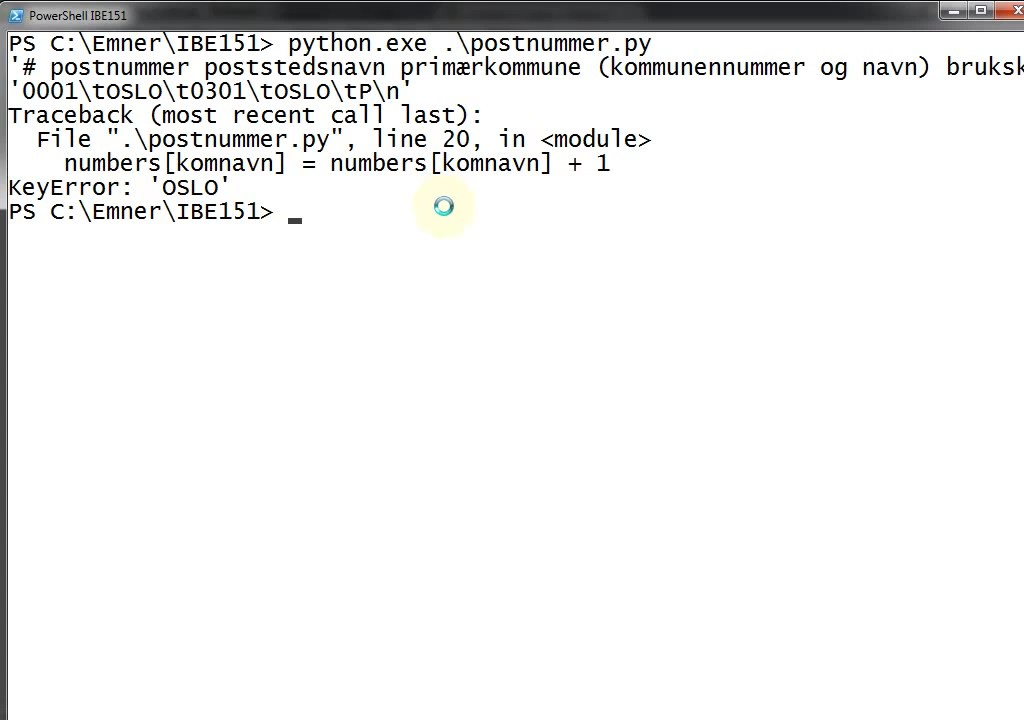 PowerShell IBE151
PS C:\Emner\IBE151> python.exe .\postnummer.py
'# postnummer poststedsnavn primærkommune (kommunennummer og navn) bruksk
'0001\tOSLO\t0301\tOSLO\tP\n'
Traceback (most recent call last):
  File ".\postnummer.py", line 20, in <module>
    numbers[komnavn] = numbers[komnavn] + 1
KeyError: 'OSLO'
PS C:\Emner\IBE151> _